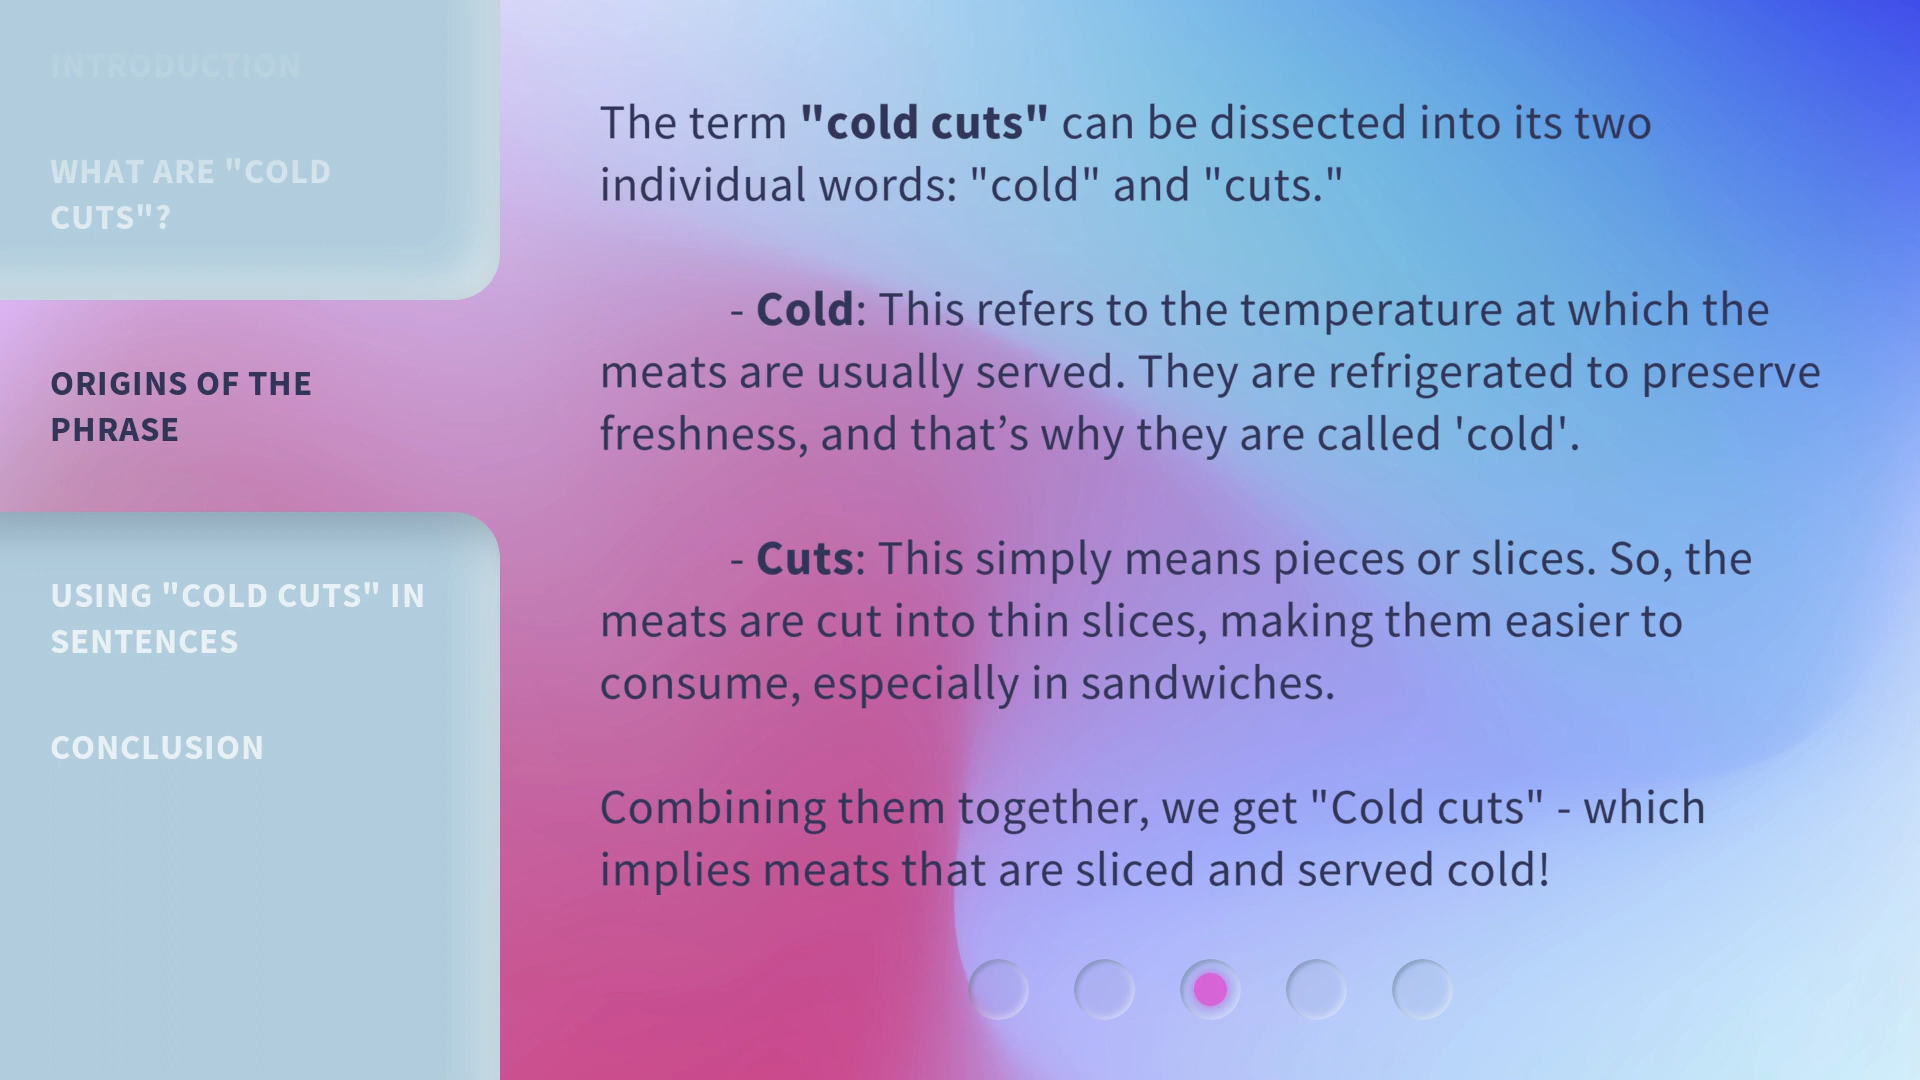 INTRODUCTION
WHAT ARE "COLD
CUTS"?
ORIGINS OF THE
PHRASE
USING "COLD CUTS" IN
SENTENCES
CONCLUSION
The term "cold cuts" can be dissected into its two
individual words: "cold" and "cuts."
- Cold: This refers to the temperature at which the
meats are usually served. They are refrigerated to preserve
freshness, and that’s why they are called 'cold'.
- Cuts: This simply means pieces or slices. So, the
meats are cut into thin slices, making them easier to
consume, especially in sandwiches.
Combining them together, we get "Cold cuts" - which
implies meats that are sliced and served cold!